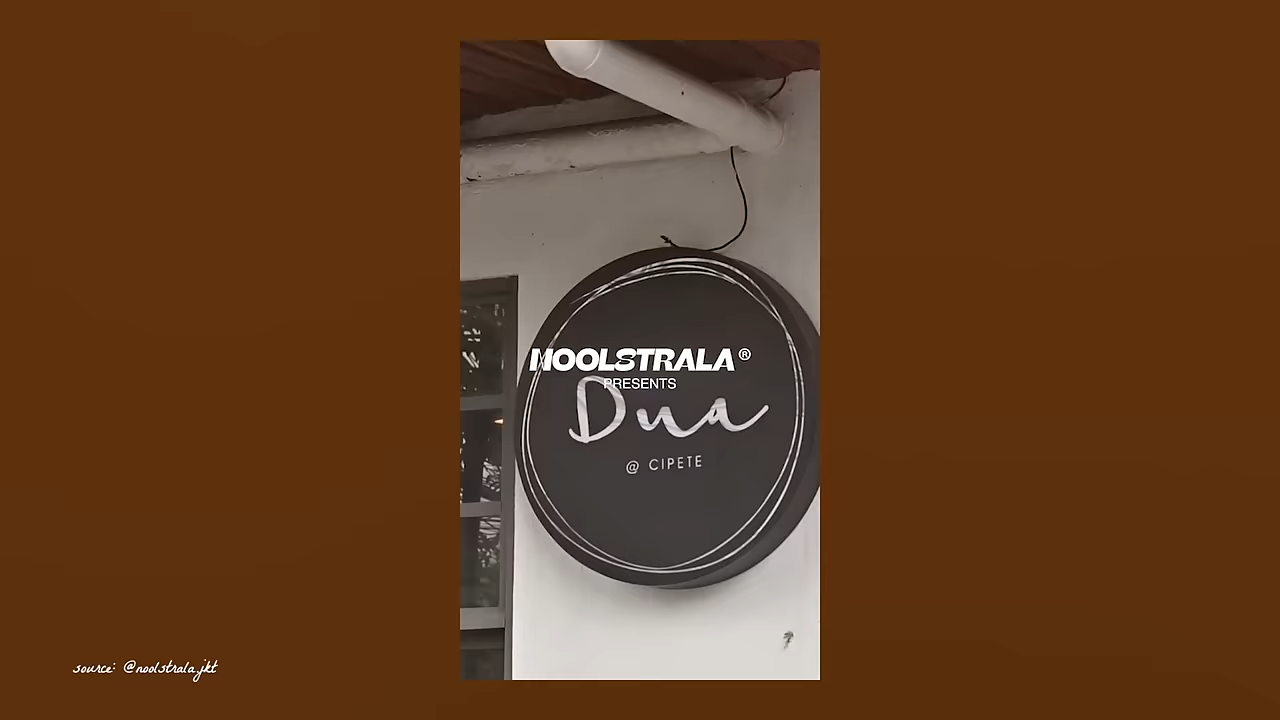 NOOLSTRALA®
PRESENTS
Dua
@ CIPETE
source: @noolstrala.jkt